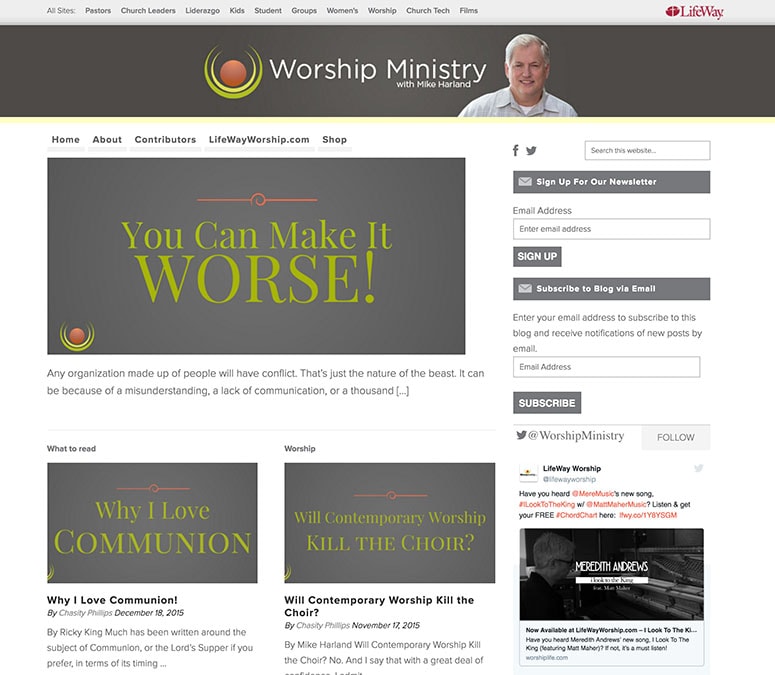 All Sites: Pastors Church Leaders Liderazgo Kids Student Groups Women's Worship Church Tech Films
LifeWay
Worship Ministry
with Mike Harland
Home About Contributors LifeWayWorship.com Shop
You Can Make It
WORSE!
Any organization made up of people will have conflict. That's just the nature of the beast. It can
be because of a misunderstanding, a lack of communication, or a thousand [...]
What to read
Why I Love
COMMUNION
Why I Love Communion!
By Chasity Phillips December 18, 2015
By Ricky King Much has been written around the
subject of Communion, or the Lord's Supper if you
prefer, in terms of its timing ...
Worship
Will Contemporary Worship
KILL THE CHOIR?
Will Contemporary Worship Kill the
Choir?
By Chasity Phillips November 17, 2015
By Mike Harland Will Contemporary Worship Kill
the Choir? No. And I say that with a great deal of
Search this website...
Sign Up For Our Newsletter
Email Address
Enter email address
SIGN UP
Subscribe to Blog via Email
Enter your email address to subscribe to this
blog and receive notifications of new posts by
email.
Email Address
SUBSCRIBE
@WorshipMinistry
FOLLOW
LifeWay Worship
@lifewayworship
Have you heard @MereMusic's new song,
#ILookToTheKing w/ @MattMaherMusic? Listen & get
your FREE #ChordChart here: lfwy.co/1Y8YSGM
MEREDITH ANDREWS
i look to the King
feat. Matt Maher
Now Available at LifeWayWorship.com – I Look To The Ki...
Have you heard Meredith Andrews' new song, I Look To The
King (featuring Matt Maher)? If not, it's a must listen!
worshiplife.com